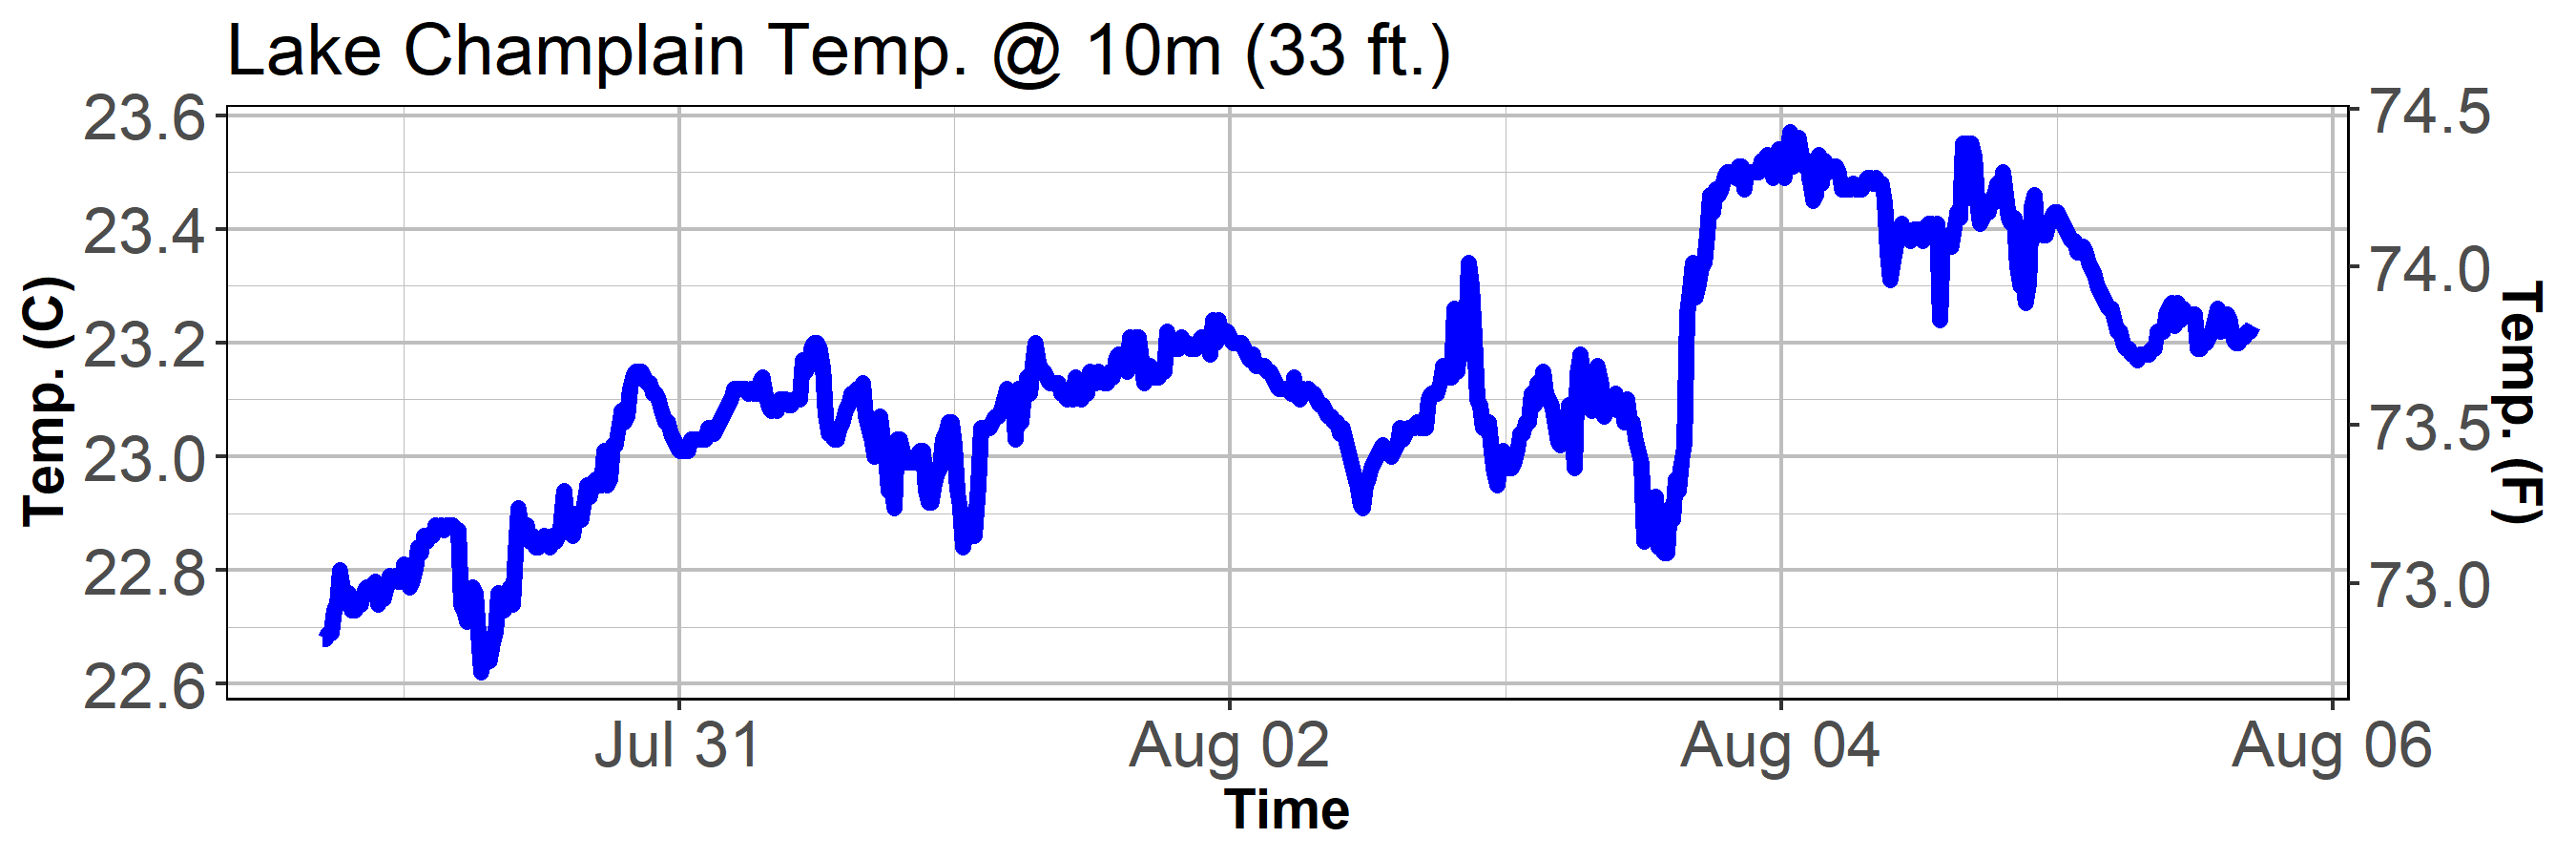 Lake Champlain Temp. @ 10m (33 ft.)
23.6
23.4
23.2
23.0
22.8
22.6
Temp. (C)
74.5
74.0
73.5
73.0
Temp. (F)
Jul 31 Aug 02 Aug 04 Aug 06
Time